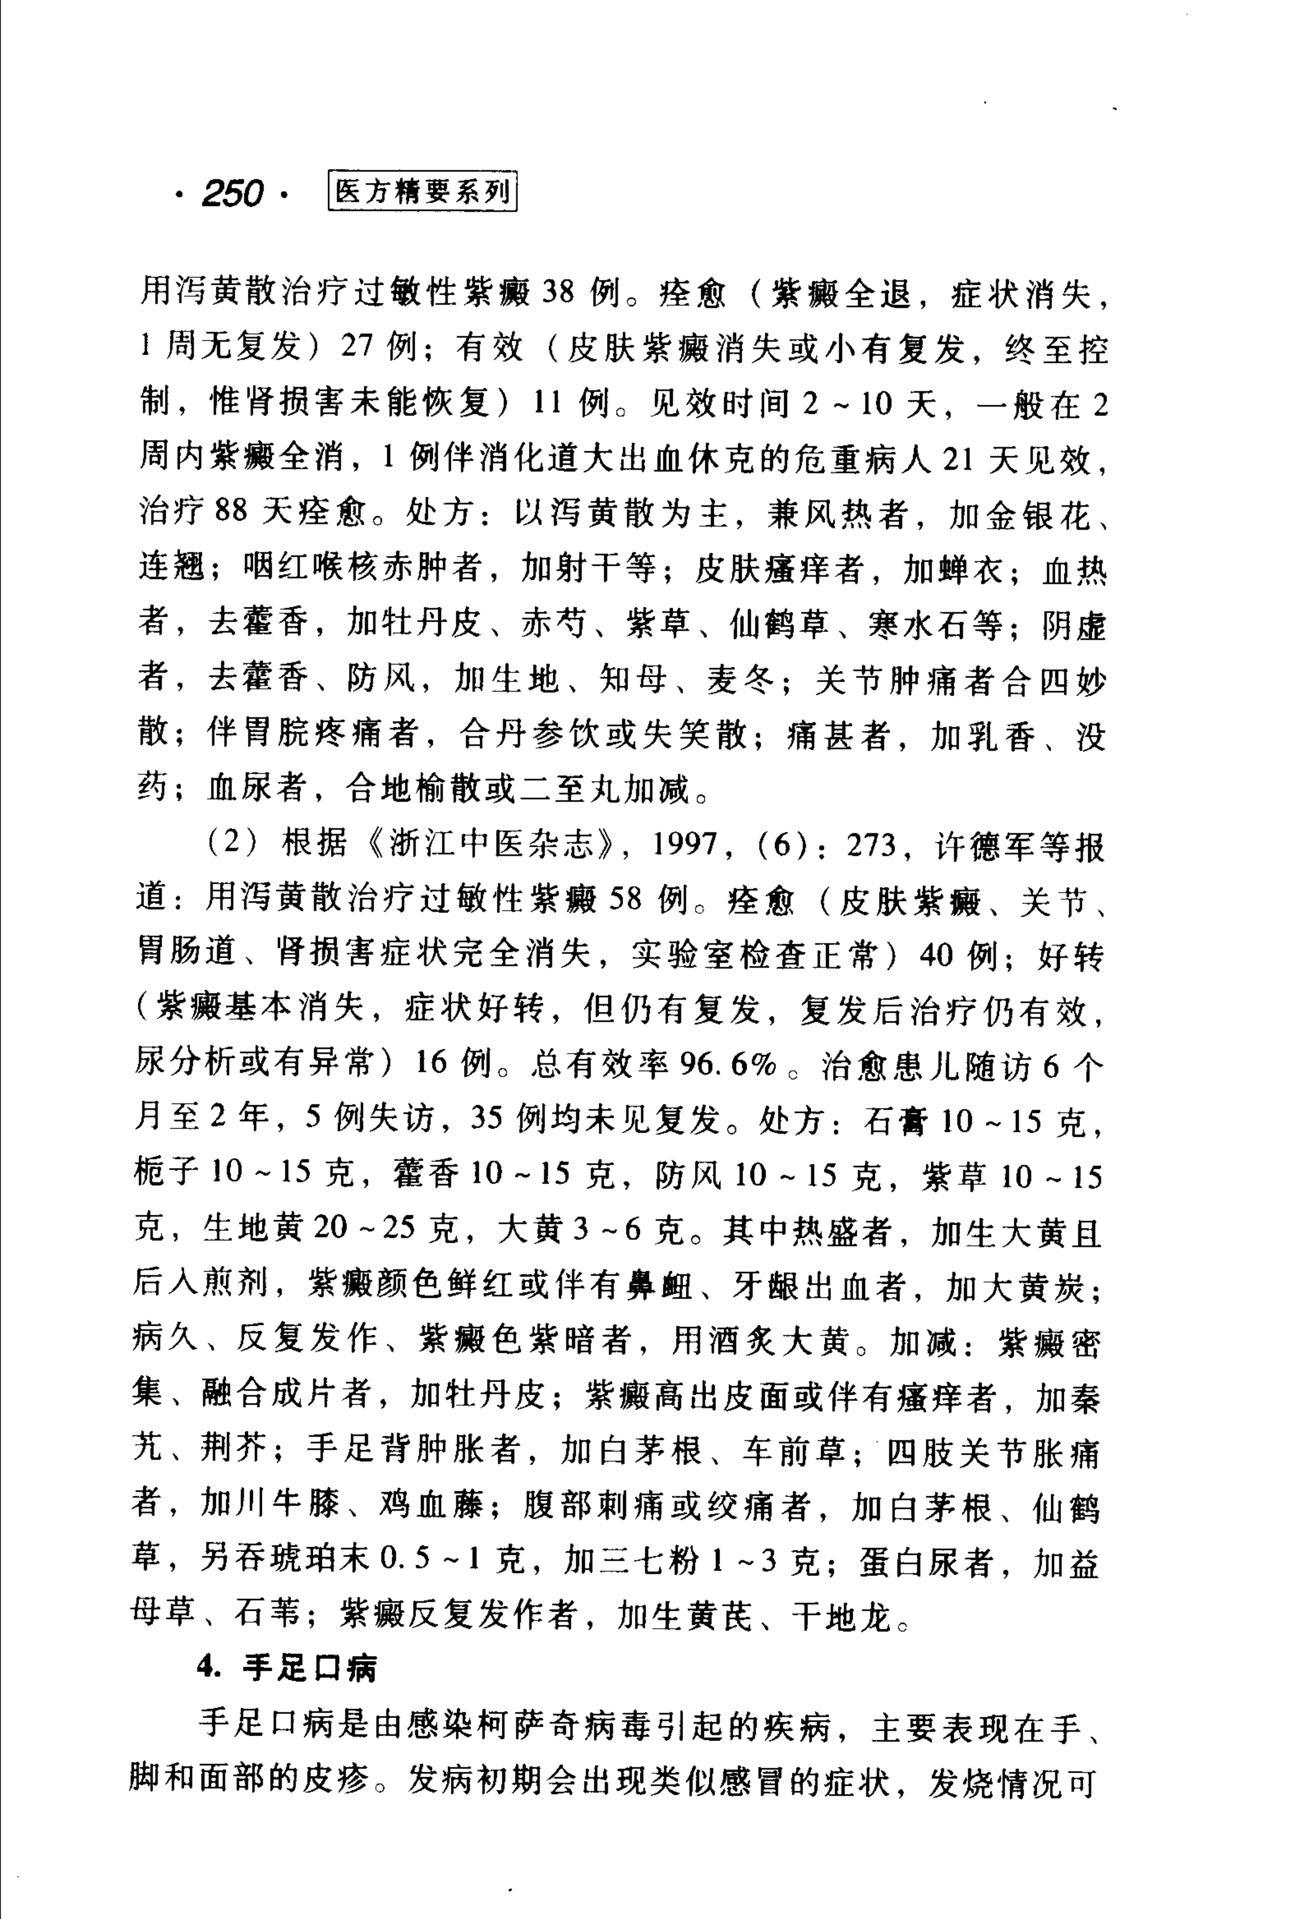 · 250 · 医方精要系列
用泻黄散治疗过敏性紫癜 38 例。痊愈（紫癜全退，症状消失，
1 周无复发）27 例；有效（皮肤紫癜消失或小有复发，终至控
制，惟肾损害未能恢复）11 例。见效时间 2 ~ 10 天，一般在 2
周内紫癜全消，1 例伴消化道大出血休克的危重病人 21 天见效，
治疗 88 天痊愈。处方：以泻黄散为主，兼风热者，加金银花、
连翘；咽红喉核赤肿者，加射干等；皮肤瘙痒者，加蝉衣；血热
者，去藿香，加牡丹皮、赤芍、紫草、仙鹤草、寒水石等；阴虚
者，去藿香、防风，加生地、知母、麦冬；关节肿痛者合四妙
散；伴胃脘疼痛者，合丹参饮或失笑散；痛甚者，加乳香、没
药；血尿者，合地榆散或二至丸加减。
（2）根据《浙江中医杂志》，1997，（6）：273，许德军等报
道：用泻黄散治疗过敏性紫癜 58 例。痊愈（皮肤紫癜、关节、
胃肠道、肾损害症状完全消失，实验室检查正常）40 例；好转
（紫癜基本消失，症状好转，但仍有复发，复发后治疗仍有效，
尿分析或有异常）16 例。总有效率 96.6%。治愈患儿随访 6 个
月至 2 年，5 例失访，35 例均未见复发。处方：石膏 10 ~ 15 克，
栀子 10 ~ 15 克，藿香 10 ~ 15 克，防风 10 ~ 15 克，紫草 10 ~ 15
克，生地黄 20 ~ 25 克，大黄 3 ~ 6 克。其中热盛者，加生大黄且
后入煎剂，紫癜颜色鲜红或伴有鼻衄、牙龈出血者，加大黄炭；
病久、反复发作、紫癜色紫暗者，用酒炙大黄。加减：紫癜密
集、融合成片者，加牡丹皮；紫癜高出皮面或伴有瘙痒者，加秦
艽、荆芥；手足背肿胀者，加白茅根、车前草；四肢关节胀痛
者，加川牛膝、鸡血藤；腹部刺痛或绞痛者，加白茅根、仙鹤
草，另吞琥珀末 0.5 ~ 1 克，加三七粉 1 ~ 3 克；蛋白尿者，加益
母草、石苇；紫癜反复发作者，加生黄芪、干地龙。
4. 手足口病
手足口病是由感染柯萨奇病毒引起的疾病，主要表现在手、
脚和面部的皮疹。发病初期会出现类似感冒的症状，发烧情况可